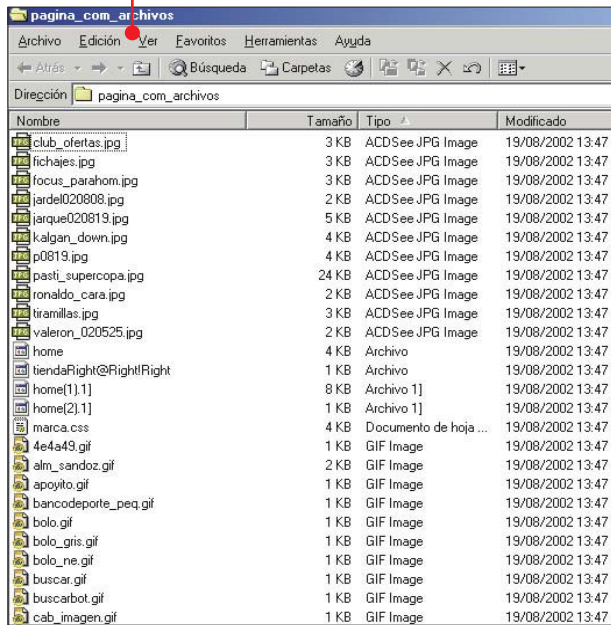 pagina_com_archivos
Archivo Edición Ver Favoritos Herramientas Ayuda
Atrás Búsqueda Carpetas
Dirección pagina_com_archivos
Nombre Tamaño Tipo Modificado
club_ofertas.jpg 3 KB ACDSee JPG Image 19/08/2002 13:47
fichajes.jpg 3 KB ACDSee JPG Image 19/08/2002 13:47
focus_parahom.jpg 3 KB ACDSee JPG Image 19/08/2002 13:47
jardel020808.jpg 2 KB ACDSee JPG Image 19/08/2002 13:47
jarque020819.jpg 5 KB ACDSee JPG Image 19/08/2002 13:47
kalgan_down.jpg 4 KB ACDSee JPG Image 19/08/2002 13:47
p0819.jpg 4 KB ACDSee JPG Image 19/08/2002 13:47
pasti_supercopa.jpg 24 KB ACDSee JPG Image 19/08/2002 13:47
ronaldo_cara.jpg 2 KB ACDSee JPG Image 19/08/2002 13:47
tiramillas.jpg 3 KB ACDSee JPG Image 19/08/2002 13:47
valeron_020525.jpg 2 KB ACDSee JPG Image 19/08/2002 13:47
home 4 KB Archivo 19/08/2002 13:47
tiendaRight@Right!Right 1 KB Archivo 19/08/2002 13:47
home(1).1] 8 KB Archivo 1] 19/08/2002 13:47
home(2).1] 1 KB Archivo 1] 19/08/2002 13:47
marca.css 4 KB Documento de hoja ... 19/08/2002 13:47
4e4a49.gif 1 KB GIF Image 19/08/2002 13:47
alm_sandoz.gif 2 KB GIF Image 19/08/2002 13:47
apoyito.gif 1 KB GIF Image 19/08/2002 13:47
bancodeporte_peq.gif 1 KB GIF Image 19/08/2002 13:47
bolo.gif 1 KB GIF Image 19/08/2002 13:47
bolo_gris.gif 1 KB GIF Image 19/08/2002 13:47
bolo_ne.gif 1 KB GIF Image 19/08/2002 13:47
buscar.gif 1 KB GIF Image 19/08/2002 13:47
buscarbot.gif 1 KB GIF Image 19/08/2002 13:47
cab_imagen.gif 1 KB GIF Image 19/08/2002 13:47